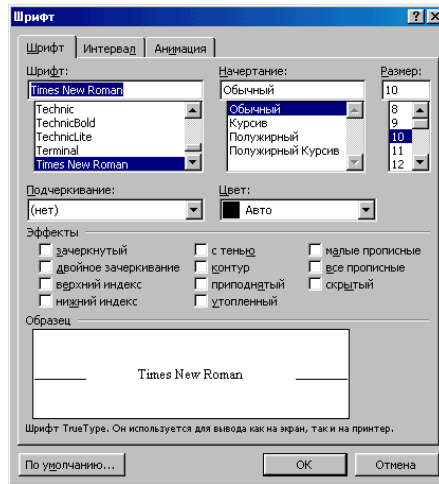 Шрифт
Шрифт Интервал Анимация
Шрифт: Начертание: Размер:
Times New Roman Обычный 10
Technic Обычный 8
TechnicBold Курсив 9
TechnicLite Полужирный 10
Terminal Полужирный Курсив 11
Times New Roman 12
Подчеркивание: Цвет:
(нет) Авто
Эффекты
зачеркнутый с тенью малые прописные
двойное зачеркивание контур все прописные
верхний индекс приподнятый скрытый
нижний индекс утопленный
Образец
Times New Roman
Шрифт TrueType. Он используется для вывода как на экран, так и на принтер.
По умолчанию... ОК Отмена